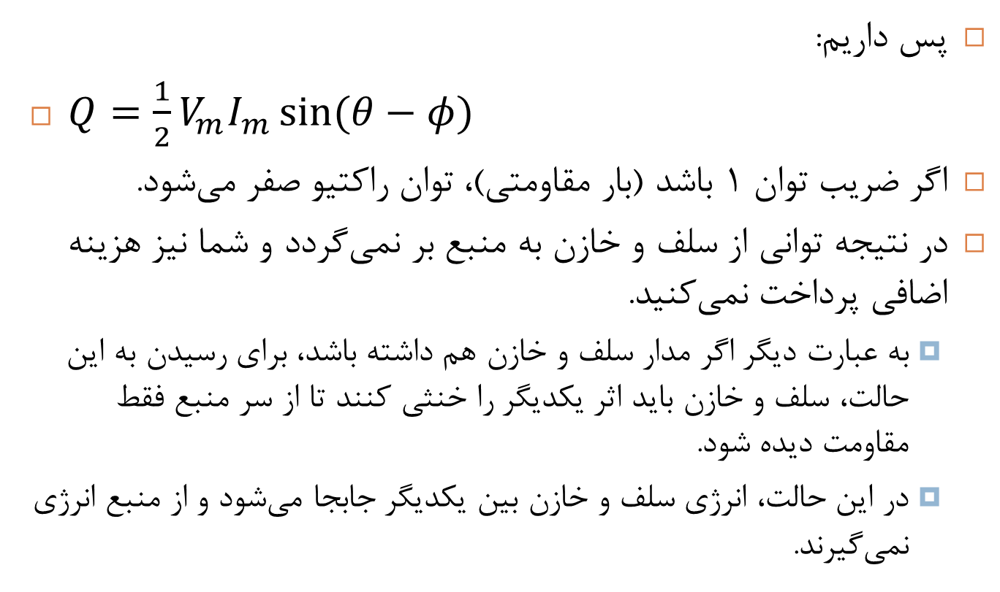 پس داریم:
Q = 1/2 V_m I_m sin(θ − ϕ)
اگر ضریب توان ۱ باشد (بار مقاومتی)، توان راکتیو صفر می‌شود.
در نتیجه توانی از سلف و خازن به منبع بر نمی‌گردد و شما نیز هزینه
اضافی پرداخت نمی‌کنید.
به عبارت دیگر اگر مدار سلف و خازن هم داشته باشد، برای رسیدن به این
حالت، سلف و خازن باید اثر یکدیگر را خنثی کنند تا از سر منبع فقط
مقاومت دیده شود.
در این حالت، انرژی سلف و خازن بین یکدیگر جابجا می‌شود و از منبع انرژی
نمی‌گیرند.